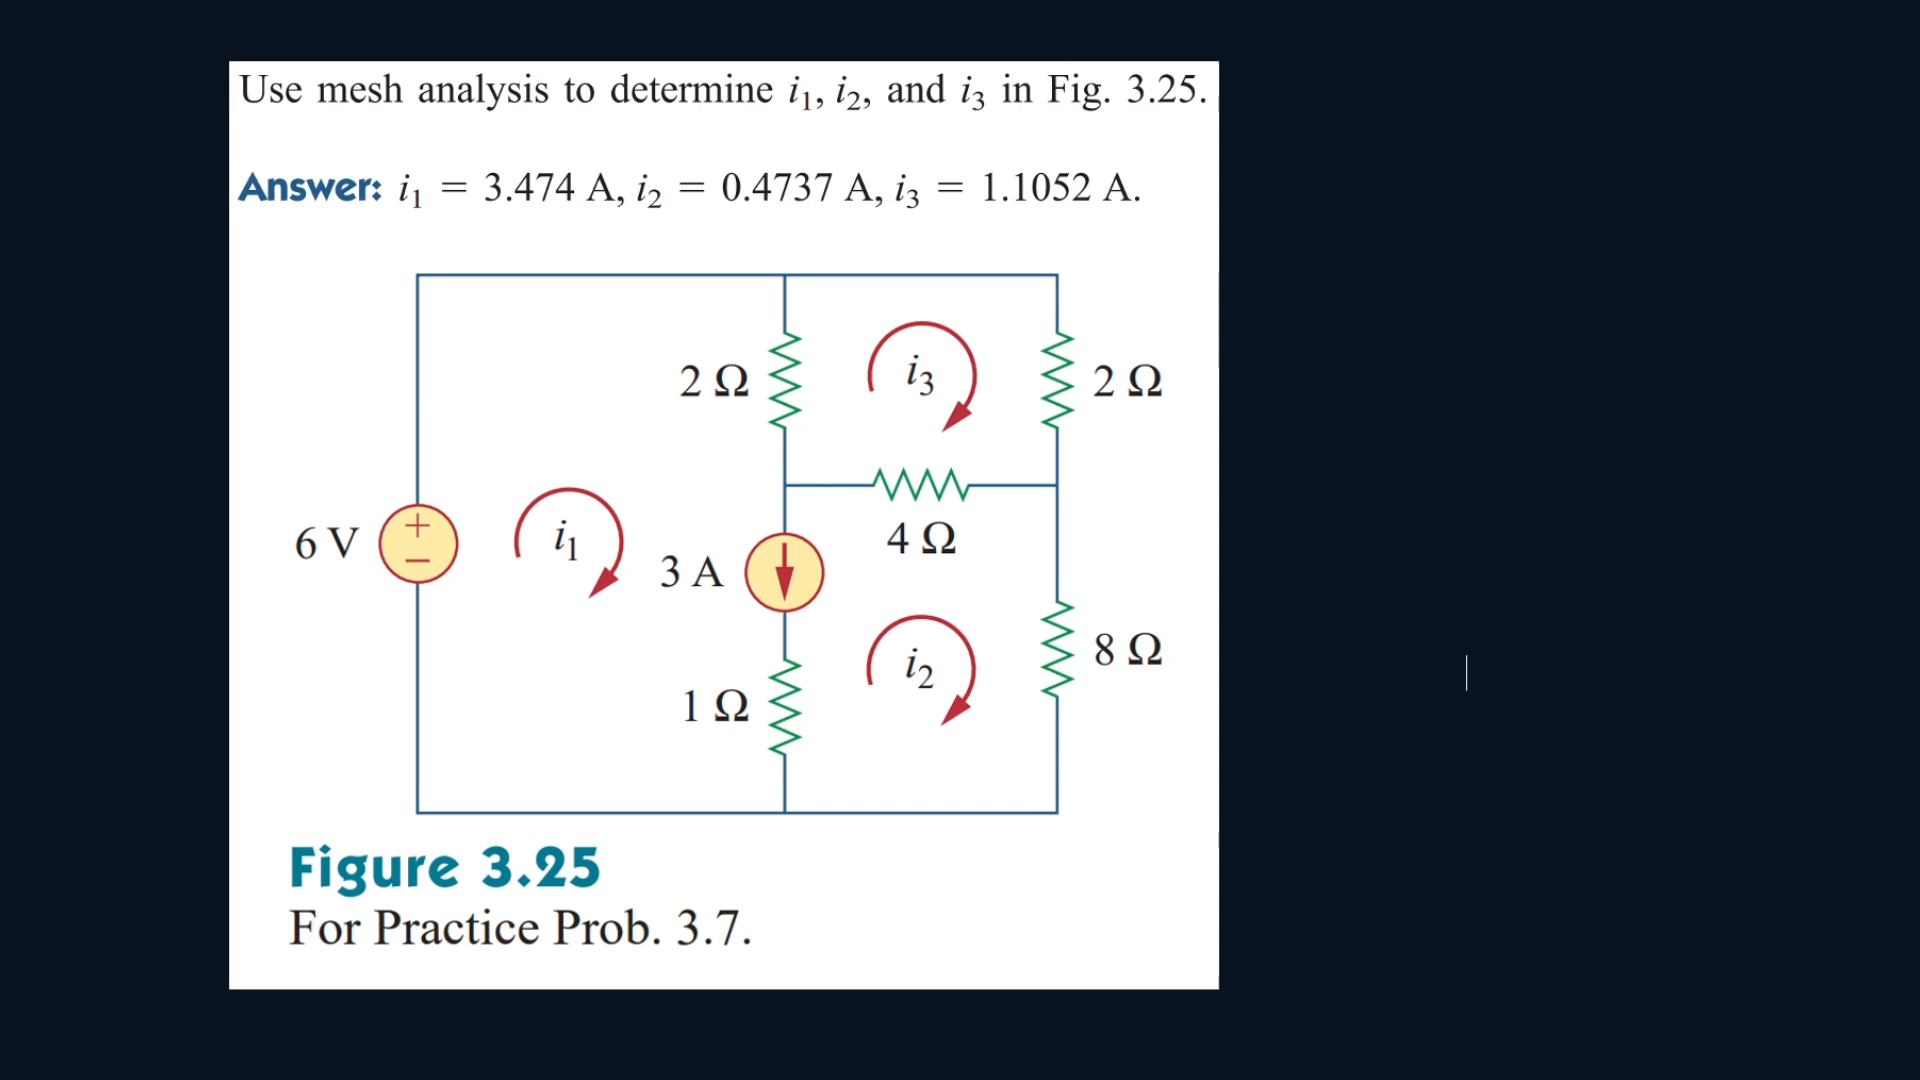 Use mesh analysis to determine i₁, i₂, and i₃ in Fig. 3.25.
Answer: i₁ = 3.474 A, i₂ = 0.4737 A, i₃ = 1.1052 A.
2 Ω
i₃
2 Ω
6 V
+
−
i₁
3 A
4 Ω
i₂
8 Ω
1 Ω
Figure 3.25
For Practice Prob. 3.7.